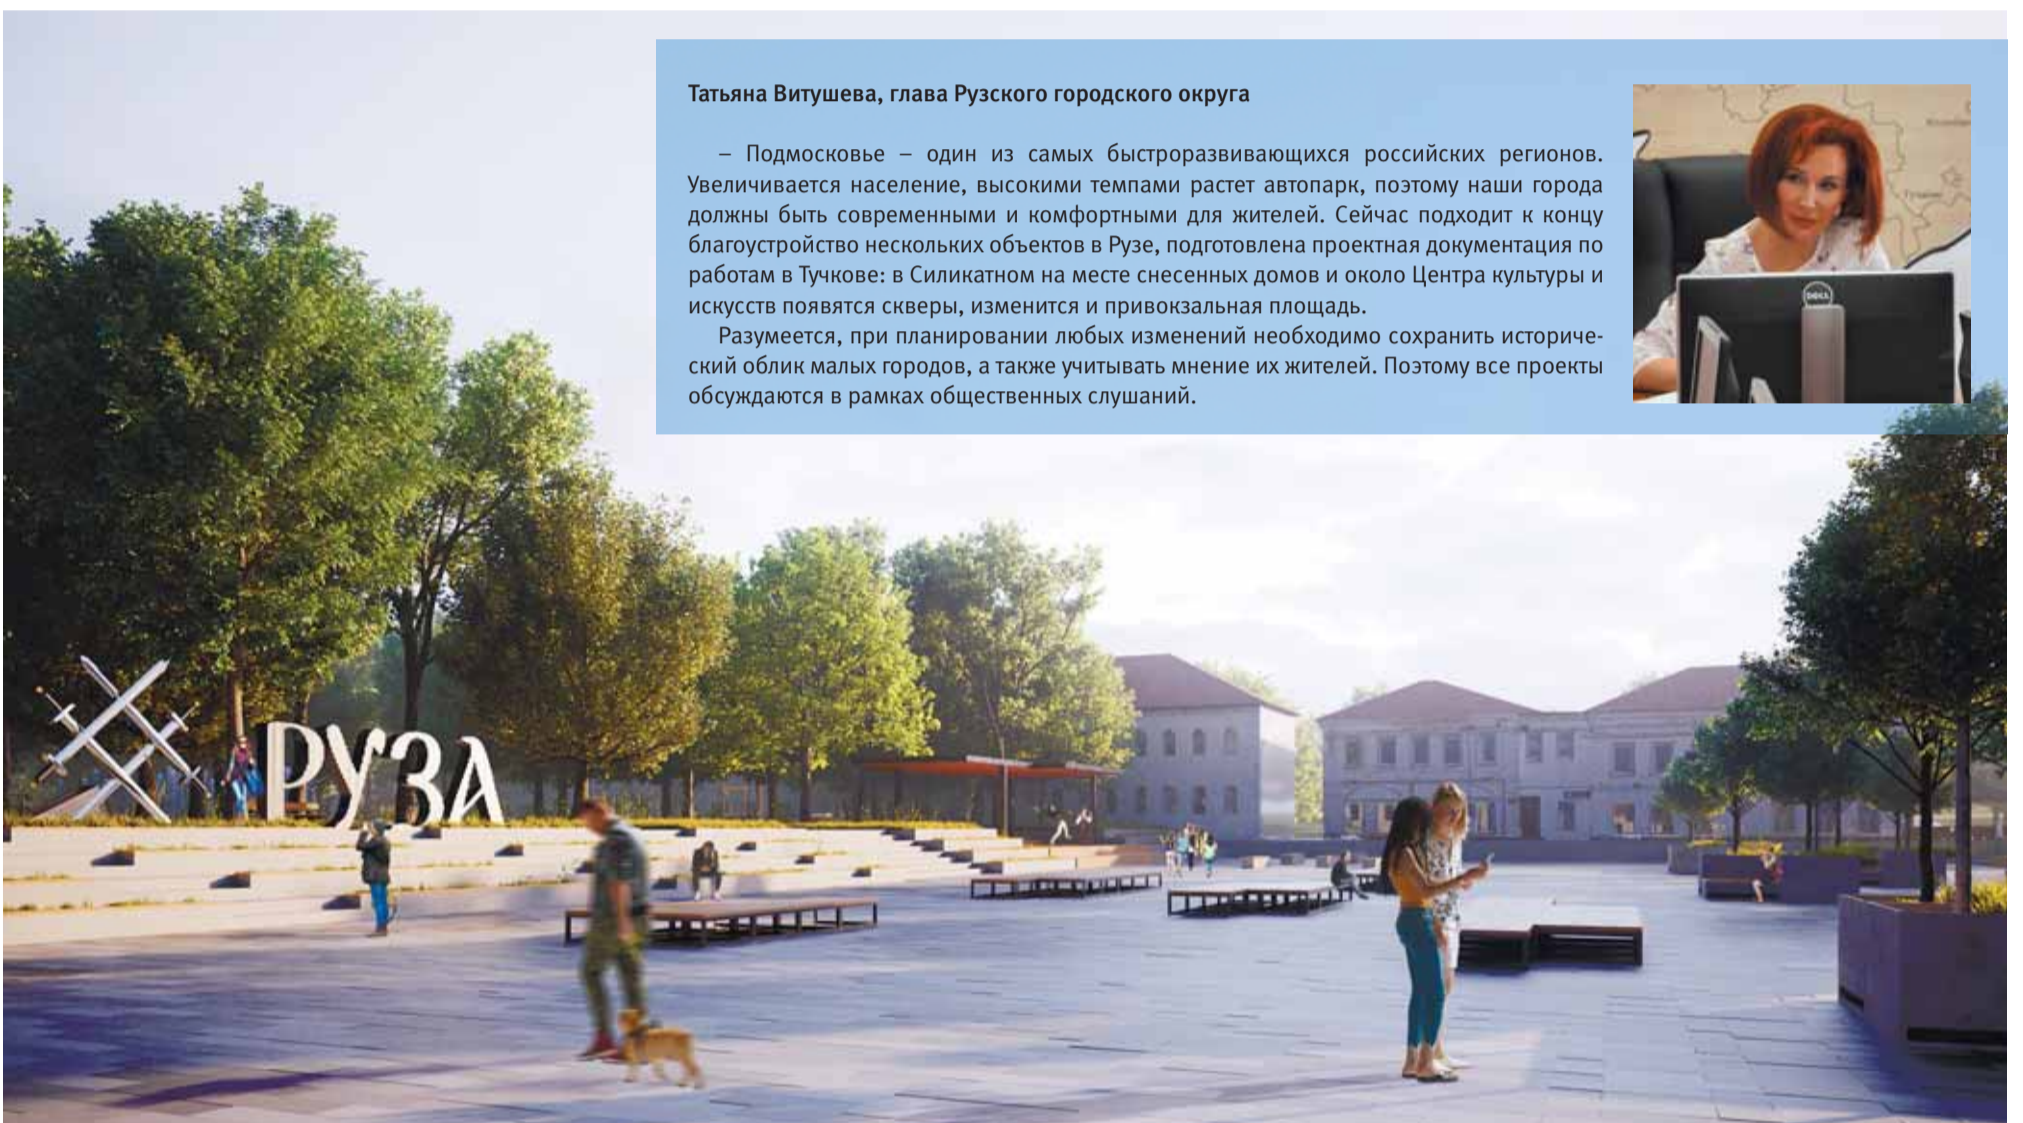 Татьяна Витушева, глава Рузского городского округа
– Подмосковье – один из самых быстроразвивающихся российских регионов.
Увеличивается население, высокими темпами растет автопарк, поэтому наши города
должны быть современными и комфортными для жителей. Сейчас подходит к концу
благоустройство нескольких объектов в Рузе, подготовлена проектная документация по
работам в Тучкове: в Силикатном на месте снесенных домов и около Центра культуры и
искусств появятся скверы, изменится и привокзальная площадь.
Разумеется, при планировании любых изменений необходимо сохранить историче-
ский облик малых городов, а также учитывать мнение их жителей. Поэтому все проекты
обсуждаются в рамках общественных слушаний.
DELL
РУЗА